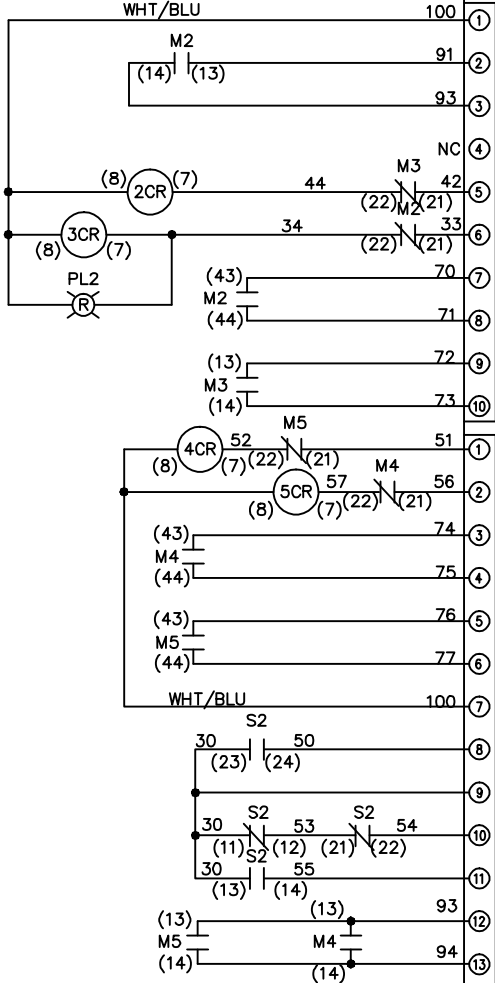 WHT/BLU 100 1
M2 91 2
(14) (13)
93 3
NC 4
(8) 2CR (7) 44 M3 42 5
(22) (21)
3CR 34 M2 33 6
(8) (7) (22) (21)
PL2
R
(43) 70 7
M2
(44) 71 8
(13) 72 9
M3
(14) 73 10
4CR 52 M5 51 1
(8) (7) (22) (21)
5CR 57 M4 56 2
(8) (7) (22) (21)
(43) 74 3
M4
(44) 75 4
(43) 76 5
M5
(44) 77 6
WHT/BLU 100 7
S2
30 50 8
(23) (24)
9
S2 S2
30 53 54 10
(11) (12) (21) (22)
S2
30 55 11
(13) (14)
(13) (13) 93 12
M5 M4
(14) (14) 94 13